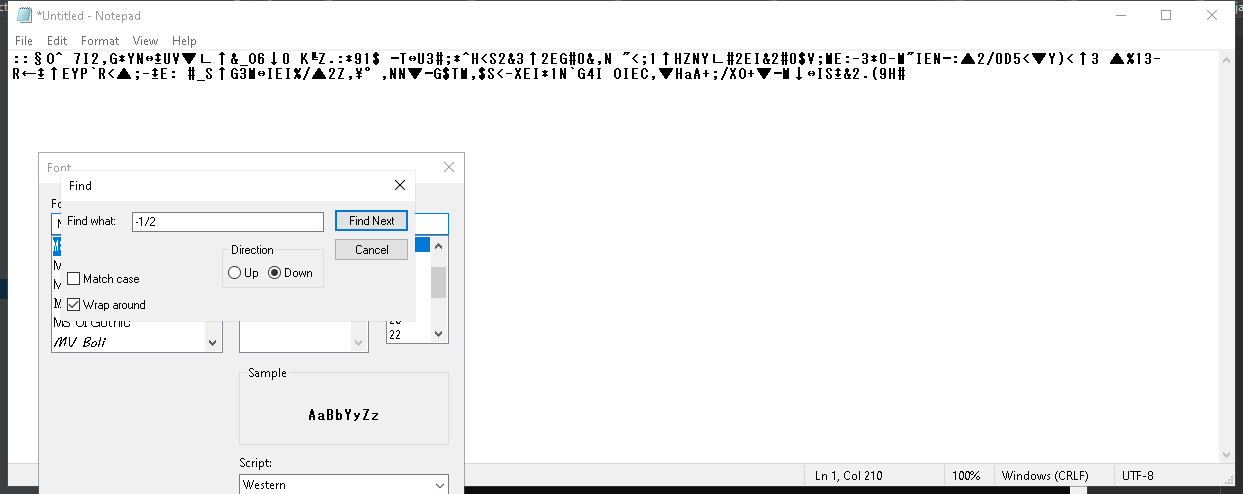 *Untitled - Notepad
File Edit Format View Help
::§O^ 7I2,G*YN↔±UV▼∟↑&_O6↓O K╚Z.:*91$ -T↔U3#;*^H<S2&3↑2EG#O&,N "<;1↑HZNY∟#2EI&2#O$V;ME:-3*O-M"IEN-:▲2/OD5<▼Y)<↑3 ▲%13-
R←±↑EYP`R<▲;-±E: #_S↑G3M↔IEI%/▲2Z,¥° ,NN▼-G$TM,$S<-XEI*1N`G4I OIEC,▼HaA+;/XO+▼-M↓↔IS±&2.(9H#
Font
Find
Find what: -1/2 Find Next
Cancel
Direction
Up Down
Match case
Wrap around
22
MV Boli
Sample
AaBbYyZz
Script:
Western
Ln 1, Col 210 100% Windows (CRLF) UTF-8